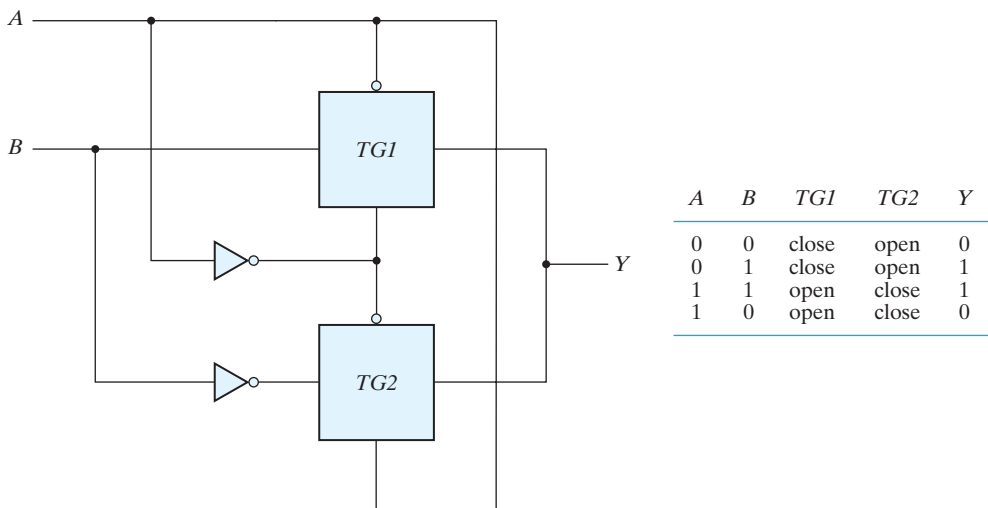 A
B
TG1
TG2
Y
A B TG1 TG2 Y
0 0 close open 0
0 1 close open 1
1 1 open close 1
1 0 open close 0